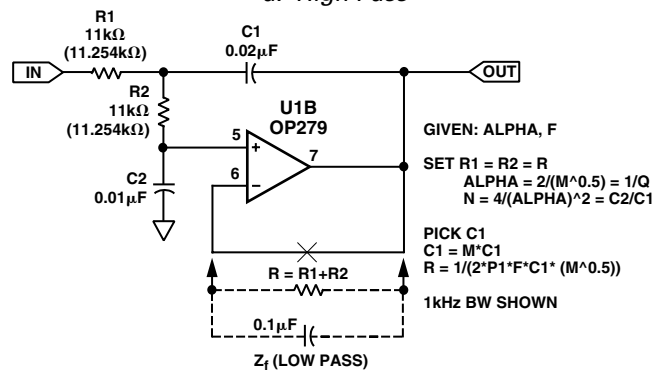 R1
11kΩ
(11.254kΩ)
C1
0.02μF
IN
OUT
R2
11kΩ
(11.254kΩ)
U1B
OP279
5
+
6
–
7
C2
0.01μF
GIVEN: ALPHA, F
SET R1 = R2 = R
ALPHA = 2/(M^0.5) = 1/Q
N = 4/(ALPHA)^2 = C2/C1
PICK C1
C1 = M*C1
R = 1/(2*P1*F*C1* (M^0.5))
1kHz BW SHOWN
R = R1+R2
0.1μF
Zf (LOW PASS)